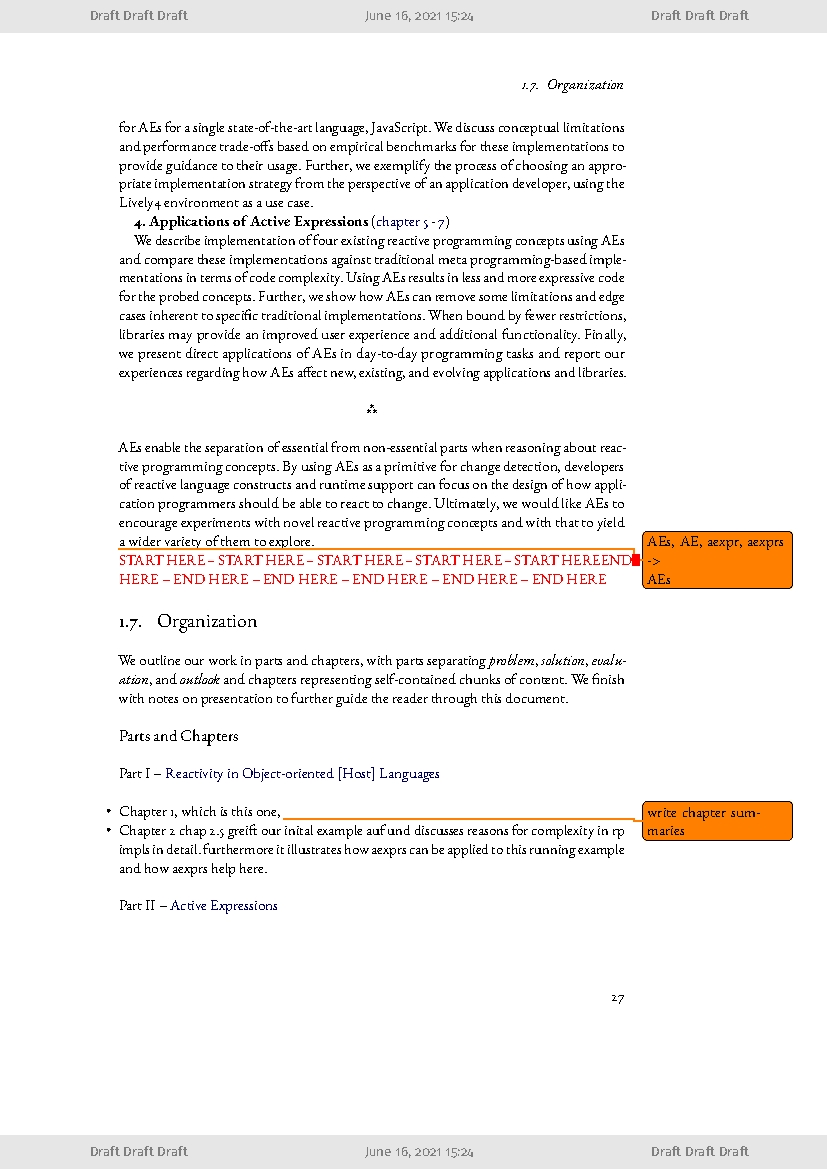 Draft Draft Draft June 16, 2021 15:24 Draft Draft Draft
1.7. Organization
for AEs for a single state-of-the-art language, JavaScript. We discuss conceptual limitations
and performance trade-offs based on empirical benchmarks for these implementations to
provide guidance to their usage. Further, we exemplify the process of choosing an appro-
priate implementation strategy from the perspective of an application developer, using the
Lively4 environment as a use case.
4. Applications of Active Expressions (chapter 5 - 7)
We describe implementation of four existing reactive programming concepts using AEs
and compare these implementations against traditional meta programming-based imple-
mentations in terms of code complexity. Using AEs results in less and more expressive code
for the probed concepts. Further, we show how AEs can remove some limitations and edge
cases inherent to specific traditional implementations. When bound by fewer restrictions,
libraries may provide an improved user experience and additional functionality. Finally,
we present direct applications of AEs in day-to-day programming tasks and report our
experiences regarding how AEs affect new, existing, and evolving applications and libraries.
⁂
AEs enable the separation of essential from non-essential parts when reasoning about reac-
tive programming concepts. By using AEs as a primitive for change detection, developers
of reactive language constructs and runtime support can focus on the design of how appli-
cation programmers should be able to react to change. Ultimately, we would like AEs to
encourage experiments with novel reactive programming concepts and with that to yield
a wider variety of them to explore.
START HERE – START HERE – START HERE – START HERE – START HEREEND
HERE – END HERE – END HERE – END HERE – END HERE – END HERE
AEs, AE, aexpr, aexprs
->
AEs
1.7. Organization
We outline our work in parts and chapters, with parts separating problem, solution, evalu-
ation, and outlook and chapters representing self-contained chunks of content. We finish
with notes on presentation to further guide the reader through this document.
Parts and Chapters
Part I – Reactivity in Object-oriented [Host] Languages
• Chapter 1, which is this one,
write chapter sum-
maries
• Chapter 2 chap 2.5 greift our inital example auf und discusses reasons for complexity in rp
impls in detail. furthermore it illustrates how aexprs can be applied to this running example
and how aexprs help here.
Part II – Active Expressions
27
Draft Draft Draft June 16, 2021 15:24 Draft Draft Draft